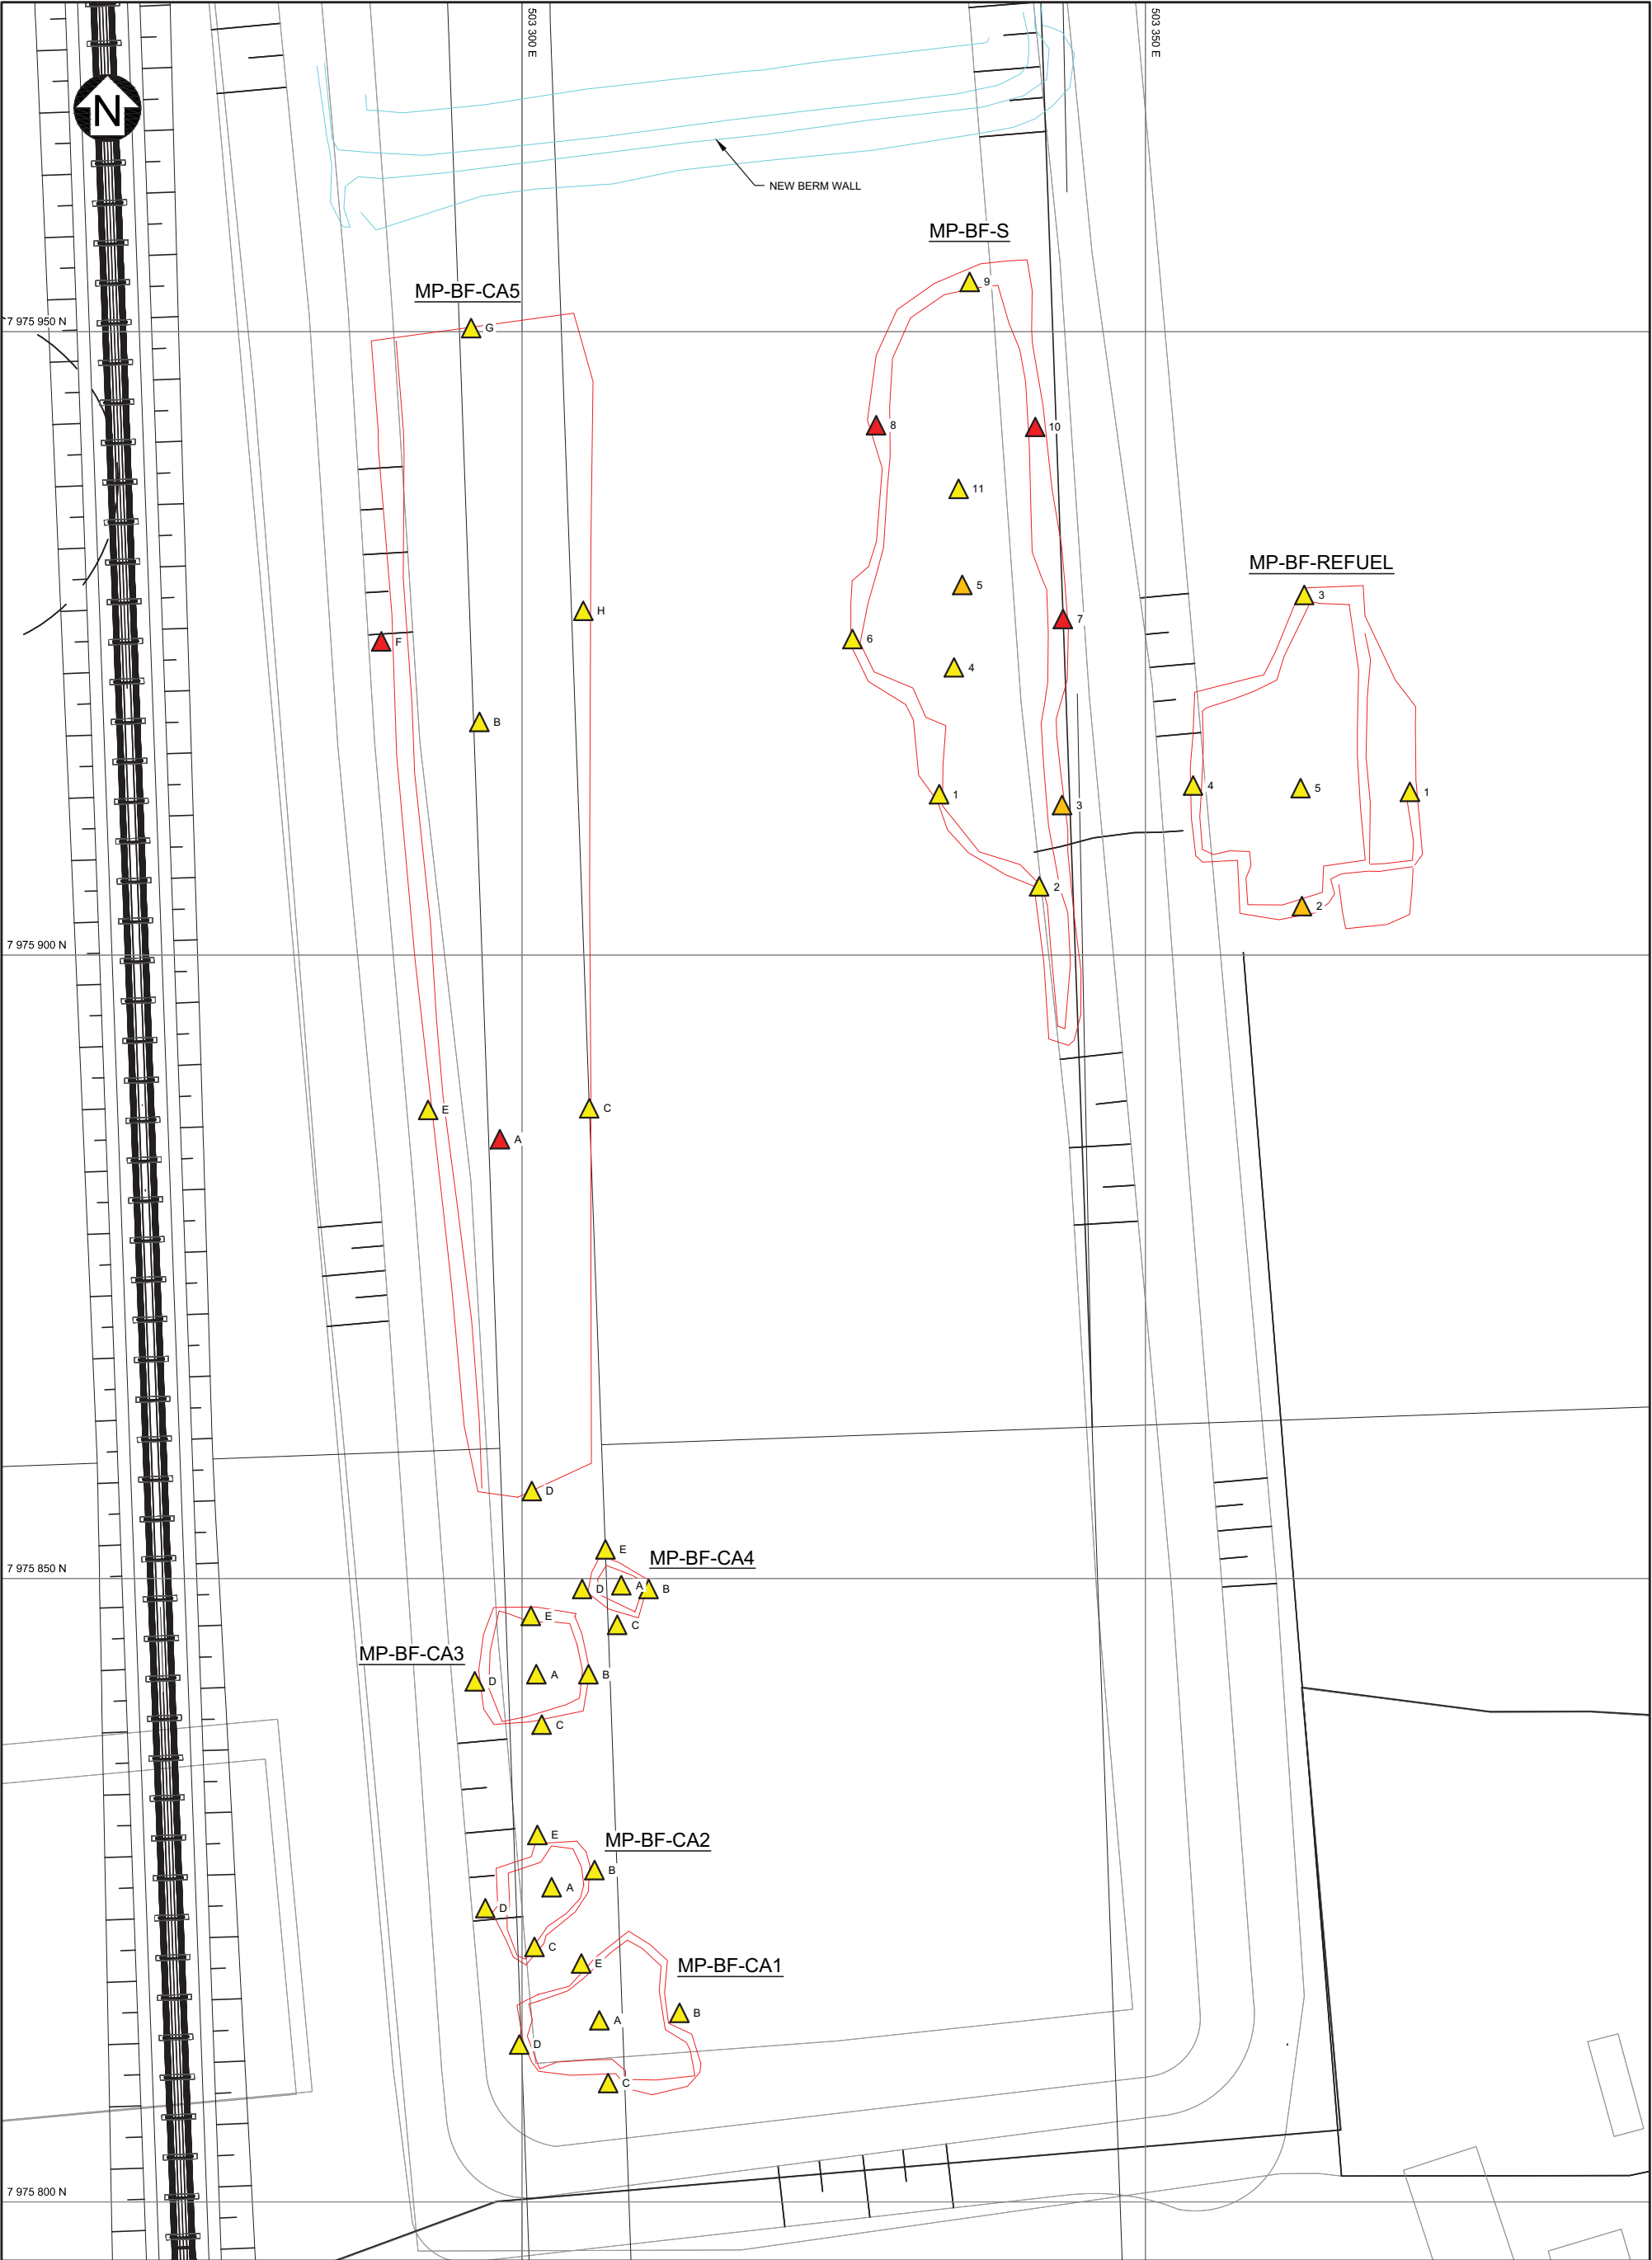 503 300 E
503 350 E
N
NEW BERM WALL
MP-BF-S
9
MP-BF-CA5
7 975 950 N
G
8
10
11
MP-BF-REFUEL
5
3
H
7
F
6
4
B
4
5
1
1
3
2
2
7 975 900 N
C
E
A
D
E
MP-BF-CA4
7 975 850 N
D
A
B
E
C
MP-BF-CA3
A
B
D
C
E
MP-BF-CA2
B
A
D
C
E
MP-BF-CA1
B
A
D
C
7 975 800 N